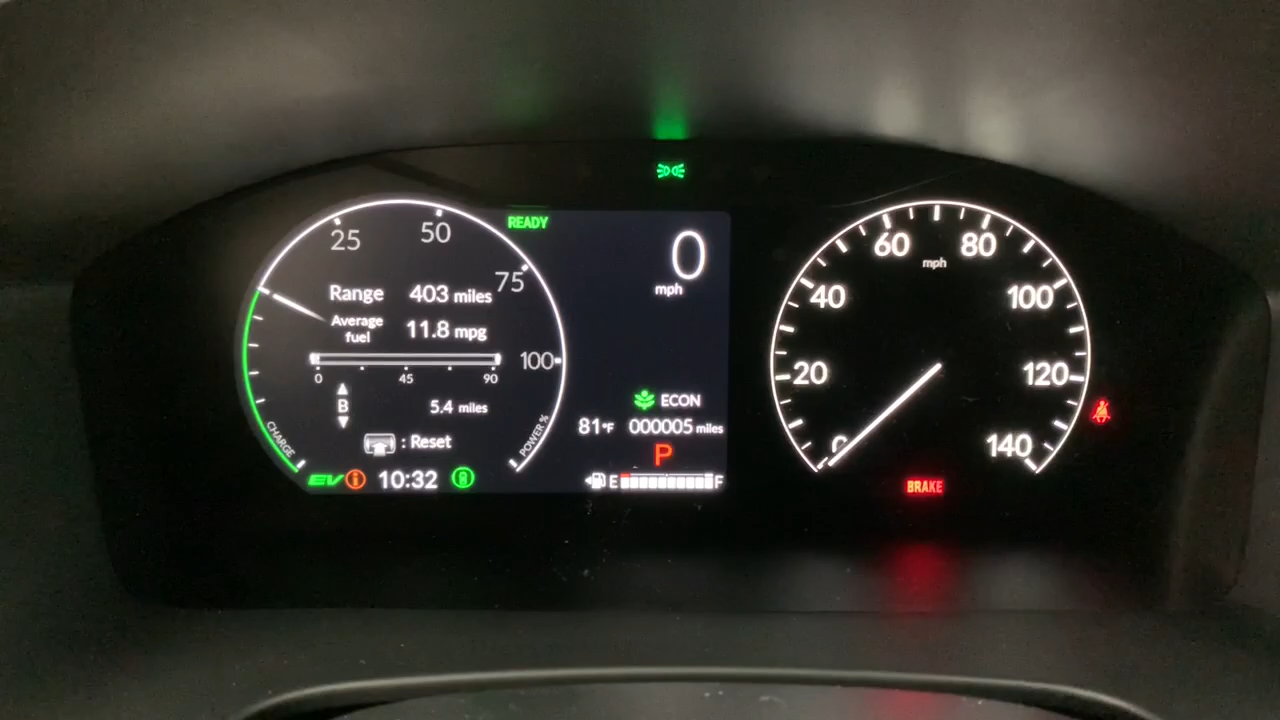 READY
25
50
75
100
Range 403 miles
Average fuel 11.8 mpg
0 45 90
B
5.4 miles
: Reset
CHARGE
POWER %
EV
10:32
0
mph
ECON
81°F 000005 miles
P
E F
0
20
40
60
80
100
120
140
mph
BRAKE